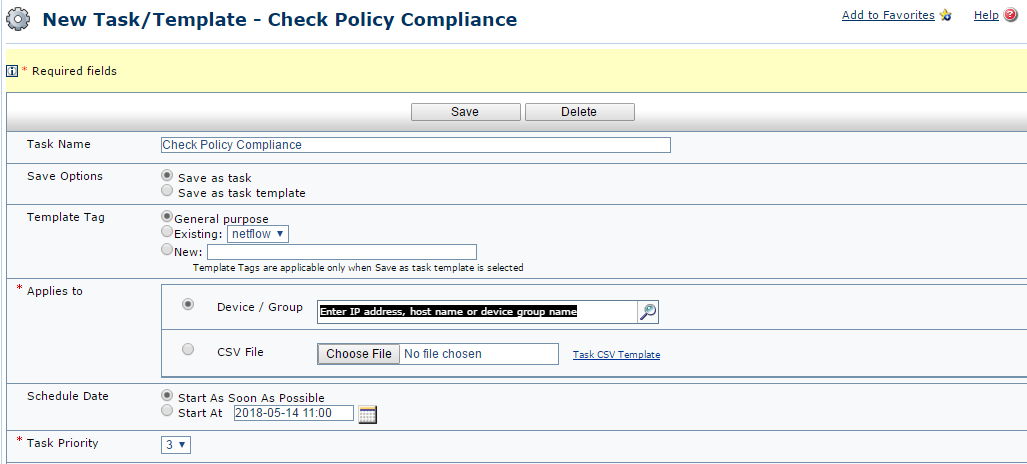 New Task/Template - Check Policy Compliance
Add to Favorites Help
* Required fields
Save Delete
Task Name Check Policy Compliance
Save Options Save as task
Save as task template
Template Tag General purpose
Existing: netflow
New:
Template Tags are applicable only when Save as task template is selected
* Applies to
Device / Group Enter IP address, host name or device group name
CSV File Choose File No file chosen Task CSV Template
Schedule Date Start As Soon As Possible
Start At 2018-05-14 11:00
* Task Priority 3